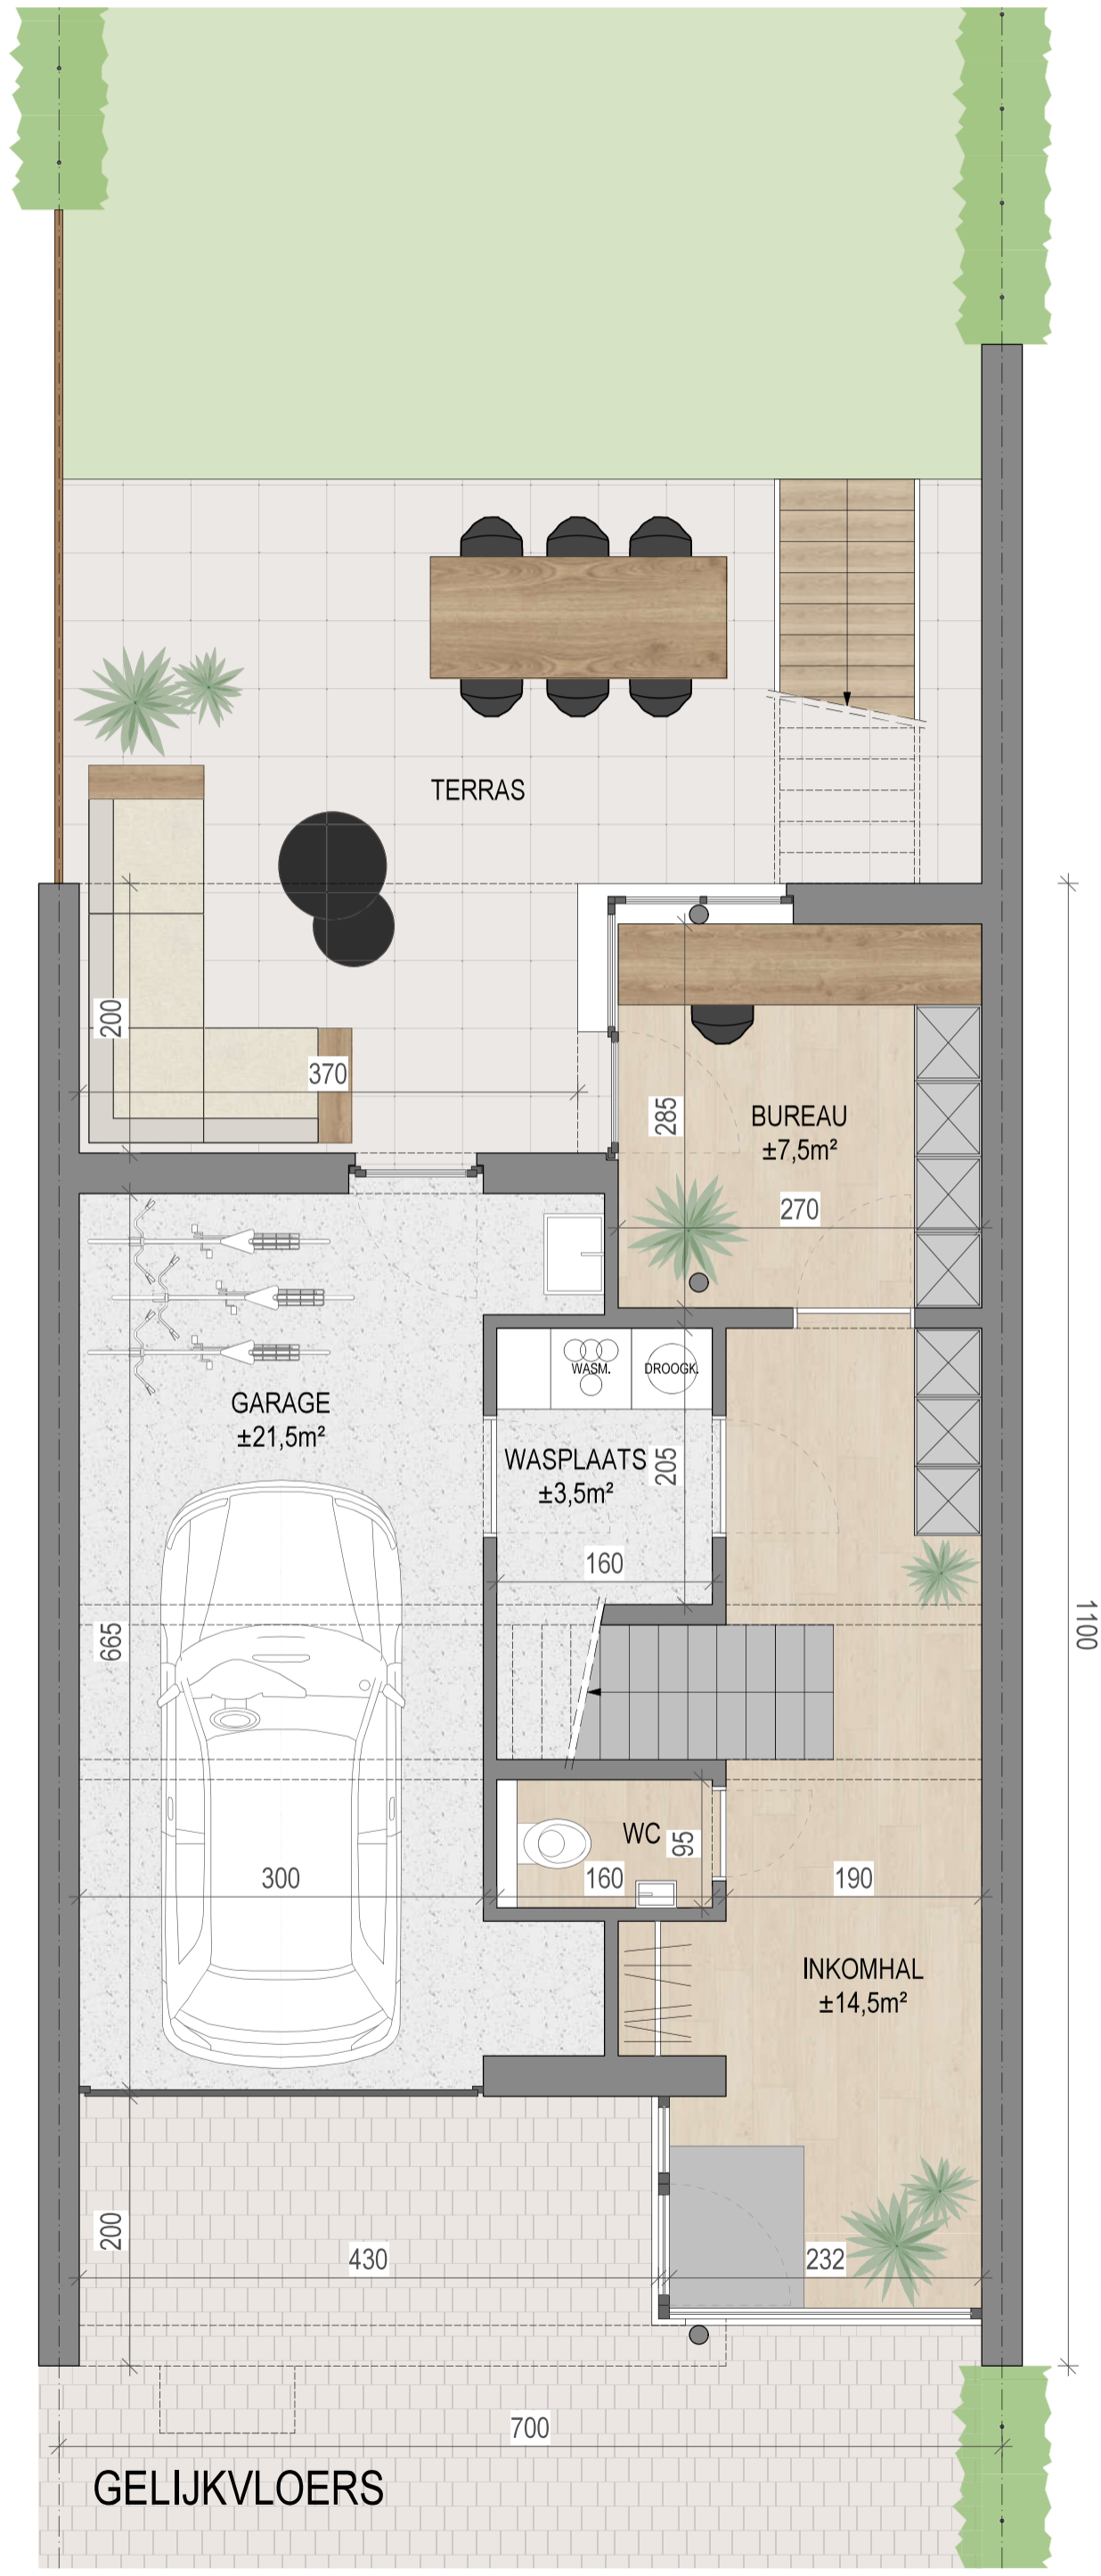 TERRAS
200
370
285
BUREAU
±7,5m²
270
WASM.
DROOGK.
GARAGE
±21,5m²
WASPLAATS
±3,5m²
205
160
665
1100
WC
95
300
160
190
INKOMHAL
±14,5m²
200
430
232
700
GELIJKVLOERS